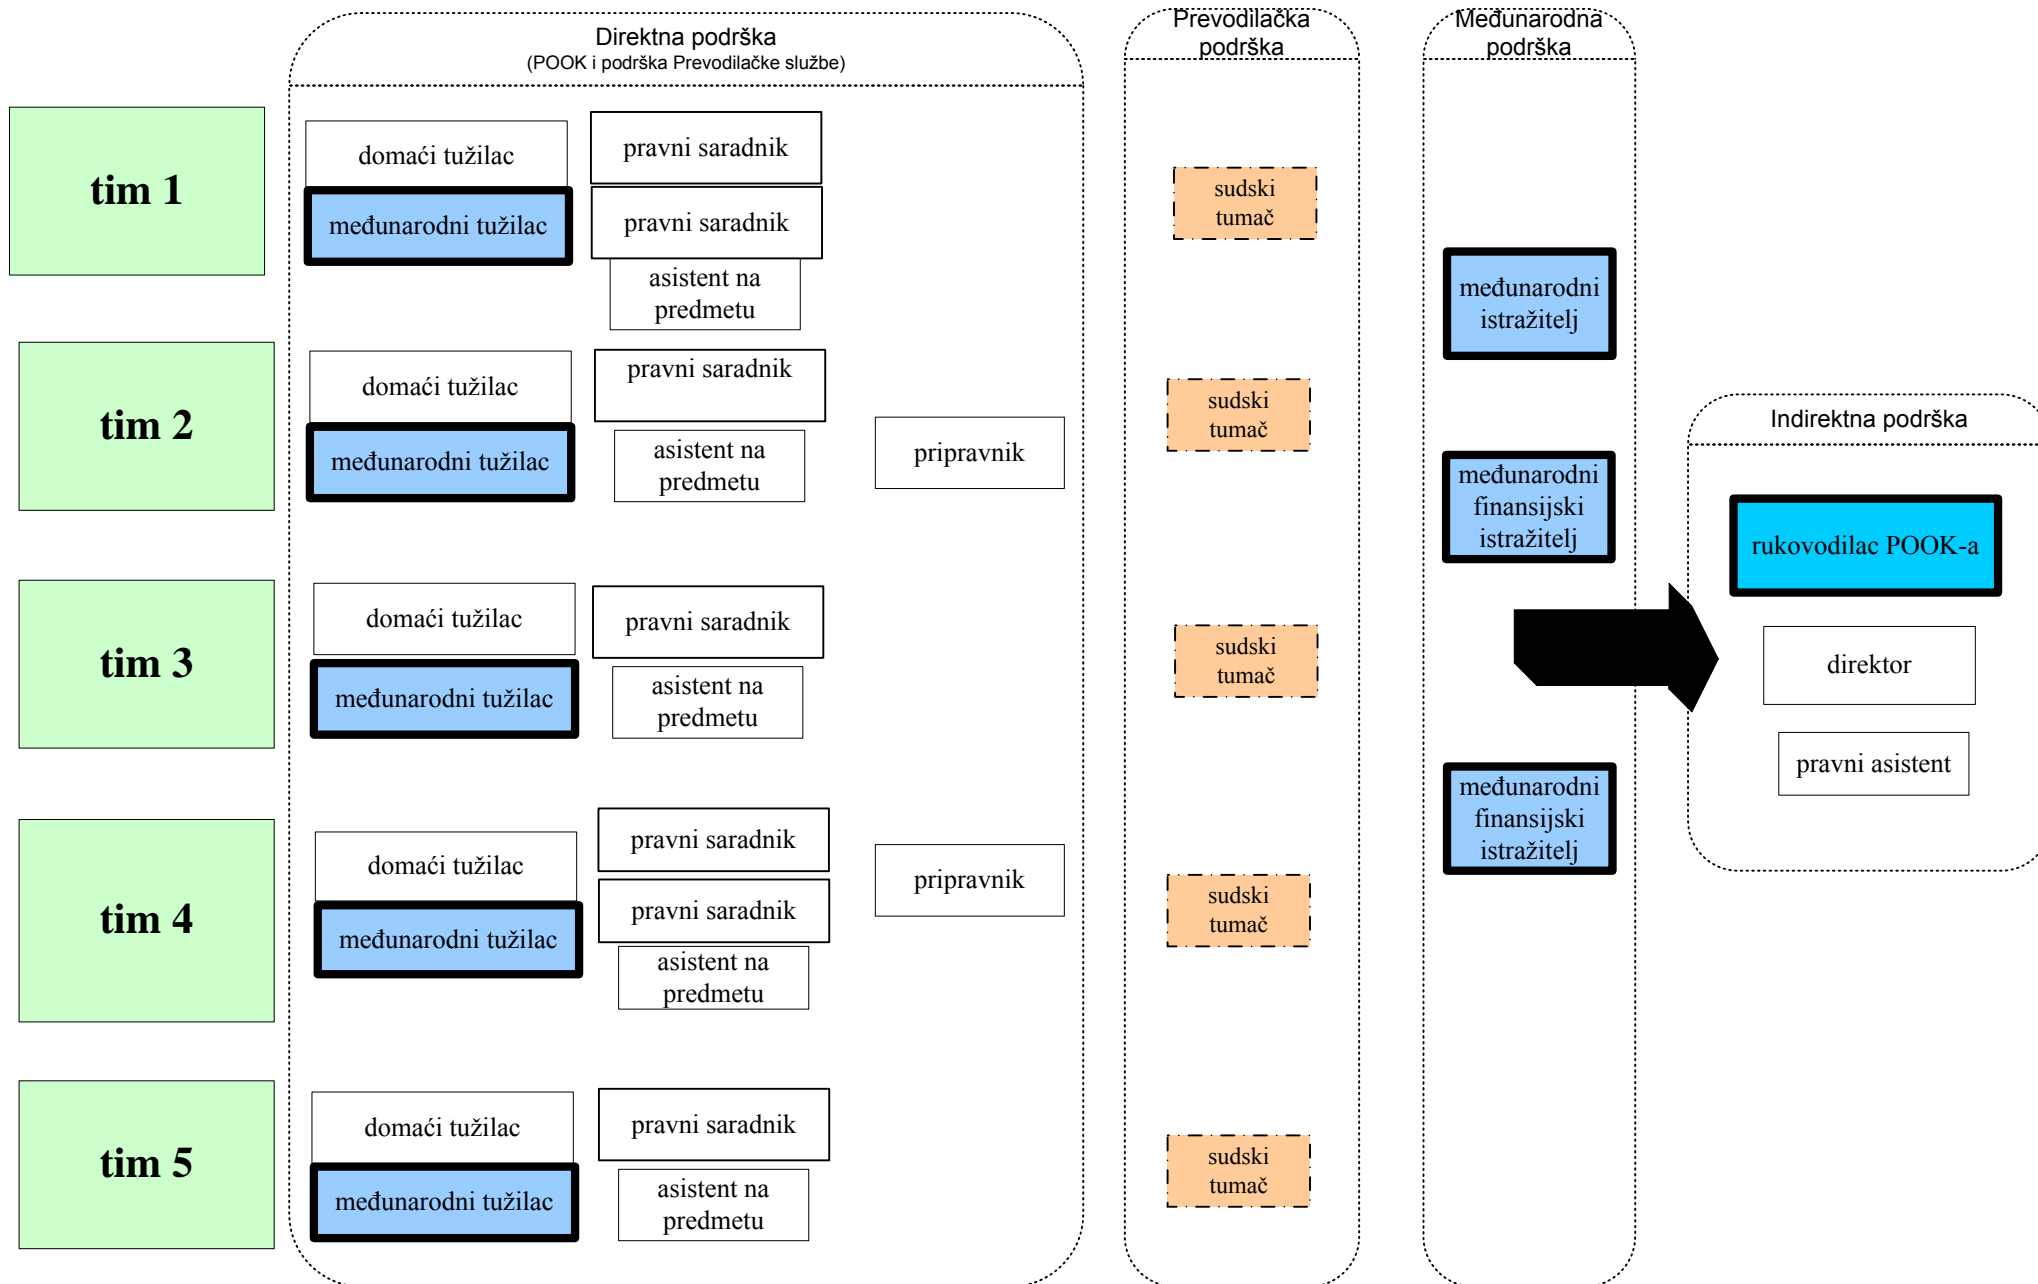 Direktna podrška
(POOK i podrška Prevodilačke službe)
Prevodilačka
podrška
Međunarodna
podrška
Indirektna podrška
tim 1
domaći tužilac
međunarodni tužilac
pravni saradnik
pravni saradnik
asistent na
predmetu
sudski
tumač
tim 2
domaći tužilac
međunarodni tužilac
pravni saradnik
asistent na
predmetu
pripravnik
sudski
tumač
tim 3
domaći tužilac
međunarodni tužilac
pravni saradnik
asistent na
predmetu
sudski
tumač
tim 4
domaći tužilac
međunarodni tužilac
pravni saradnik
pravni saradnik
asistent na
predmetu
pripravnik
sudski
tumač
tim 5
domaći tužilac
međunarodni tužilac
pravni saradnik
asistent na
predmetu
sudski
tumač
međunarodni
istražitelj
međunarodni
finansijski
istražitelj
međunarodni
finansijski
istražitelj
rukovodilac POOK-a
direktor
pravni asistent